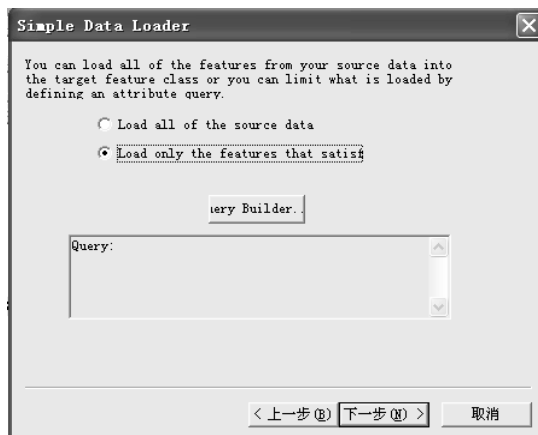 Simple Data Loader
You can load all of the features from your source data into
the target feature class or you can limit what is loaded by
defining an attribute query.
Load all of the source data
Load only the features that satisf
ery Builder..
Query:
< 上一步(B)
下一步(N) >
取消